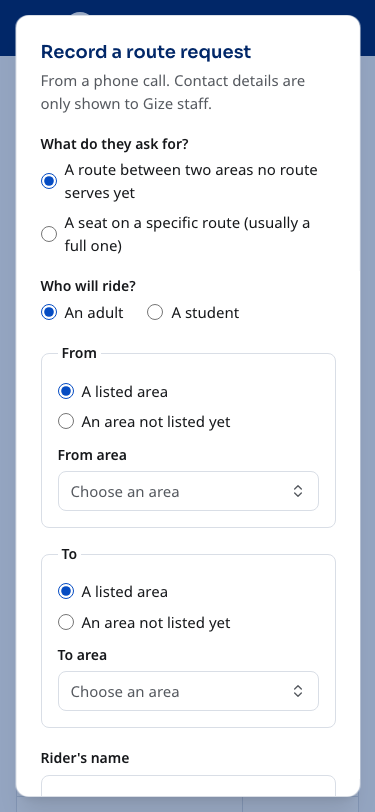 Record a route request
From a phone call. Contact details are
only shown to Gize staff.
What do they ask for?
A route between two areas no route
serves yet
A seat on a specific route (usually a
full one)
Who will ride?
An adult
A student
From
A listed area
An area not listed yet
From area
Choose an area
To
A listed area
An area not listed yet
To area
Choose an area
Rider's name